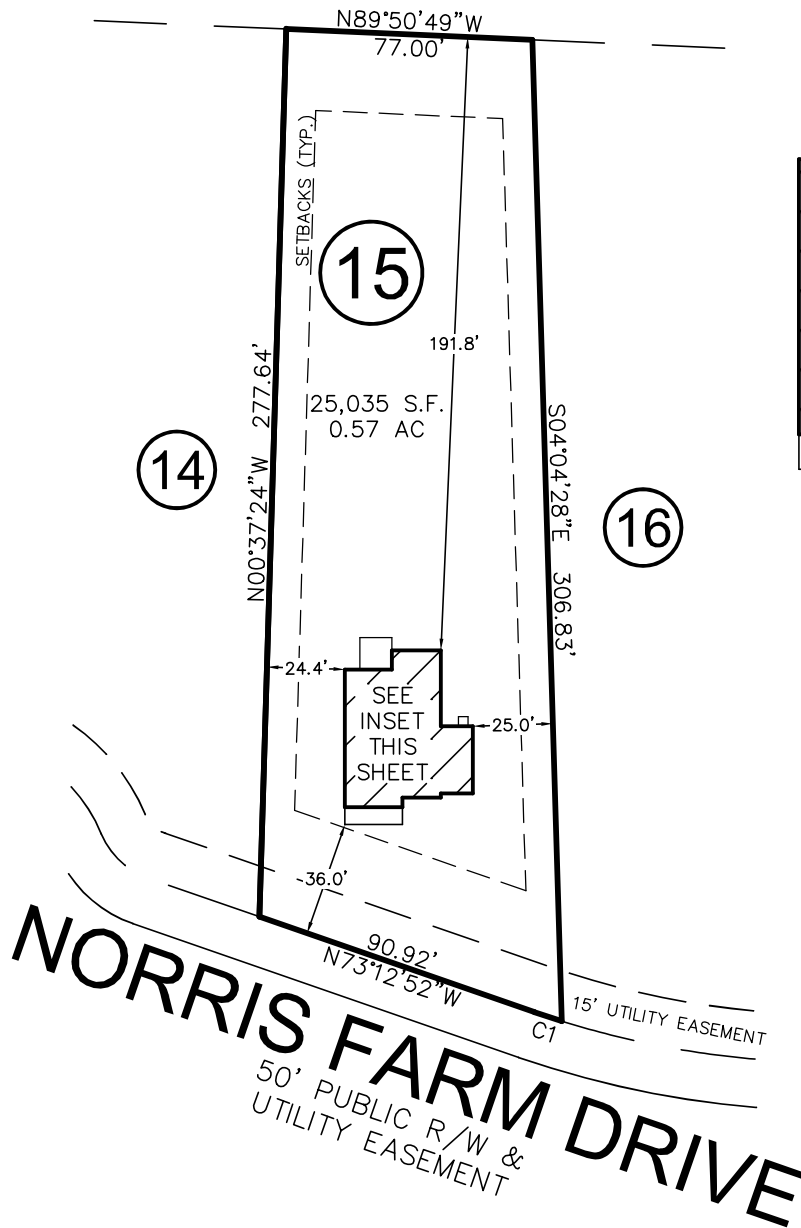 N89°50'49"W
77.00'
SETBACKS (TYP.)
15
191.8'
25,035 S.F.
0.57 AC
14
N00°37'24"W 277.64'
S04°04'28"E 306.83'
16
24.4'
SEE
INSET
THIS
SHEET
25.0'
36.0'
90.92'
N73°12'52"W
C1
15' UTILITY EASEMENT
NORRIS FARM DRIVE
50' PUBLIC R/W &
UTILITY EASEMENT